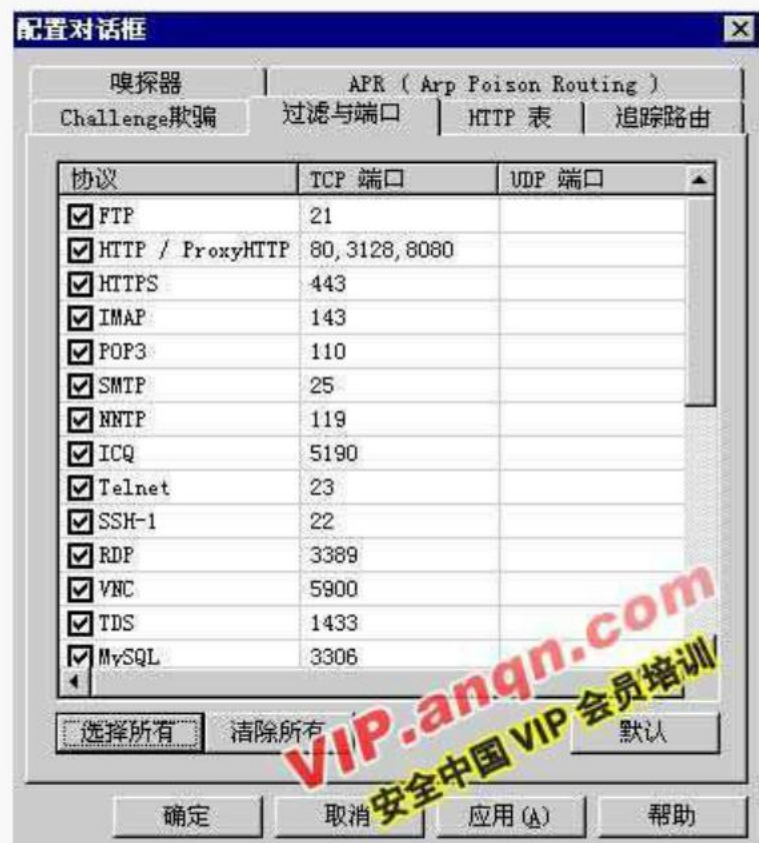 配置对话框
嗅探器 APR ( Arp Poison Routing )
Challenge欺骗 过滤与端口 HTTP 表 追踪路由
协议 TCP 端口 UDP 端口
FTP 21
HTTP / ProxyHTTP 80,3128,8080
HTTPS 443
IMAP 143
POP3 110
SMTP 25
NNTP 119
ICQ 5190
Telnet 23
SSH-1 22
RDP 3389
VNC 5900
TDS 1433
MySQL 3306
选择所有 清除所有 默认
确定 取消 应用(A) 帮助
VIP.anqn.com
安全中国 VIP 会员培训